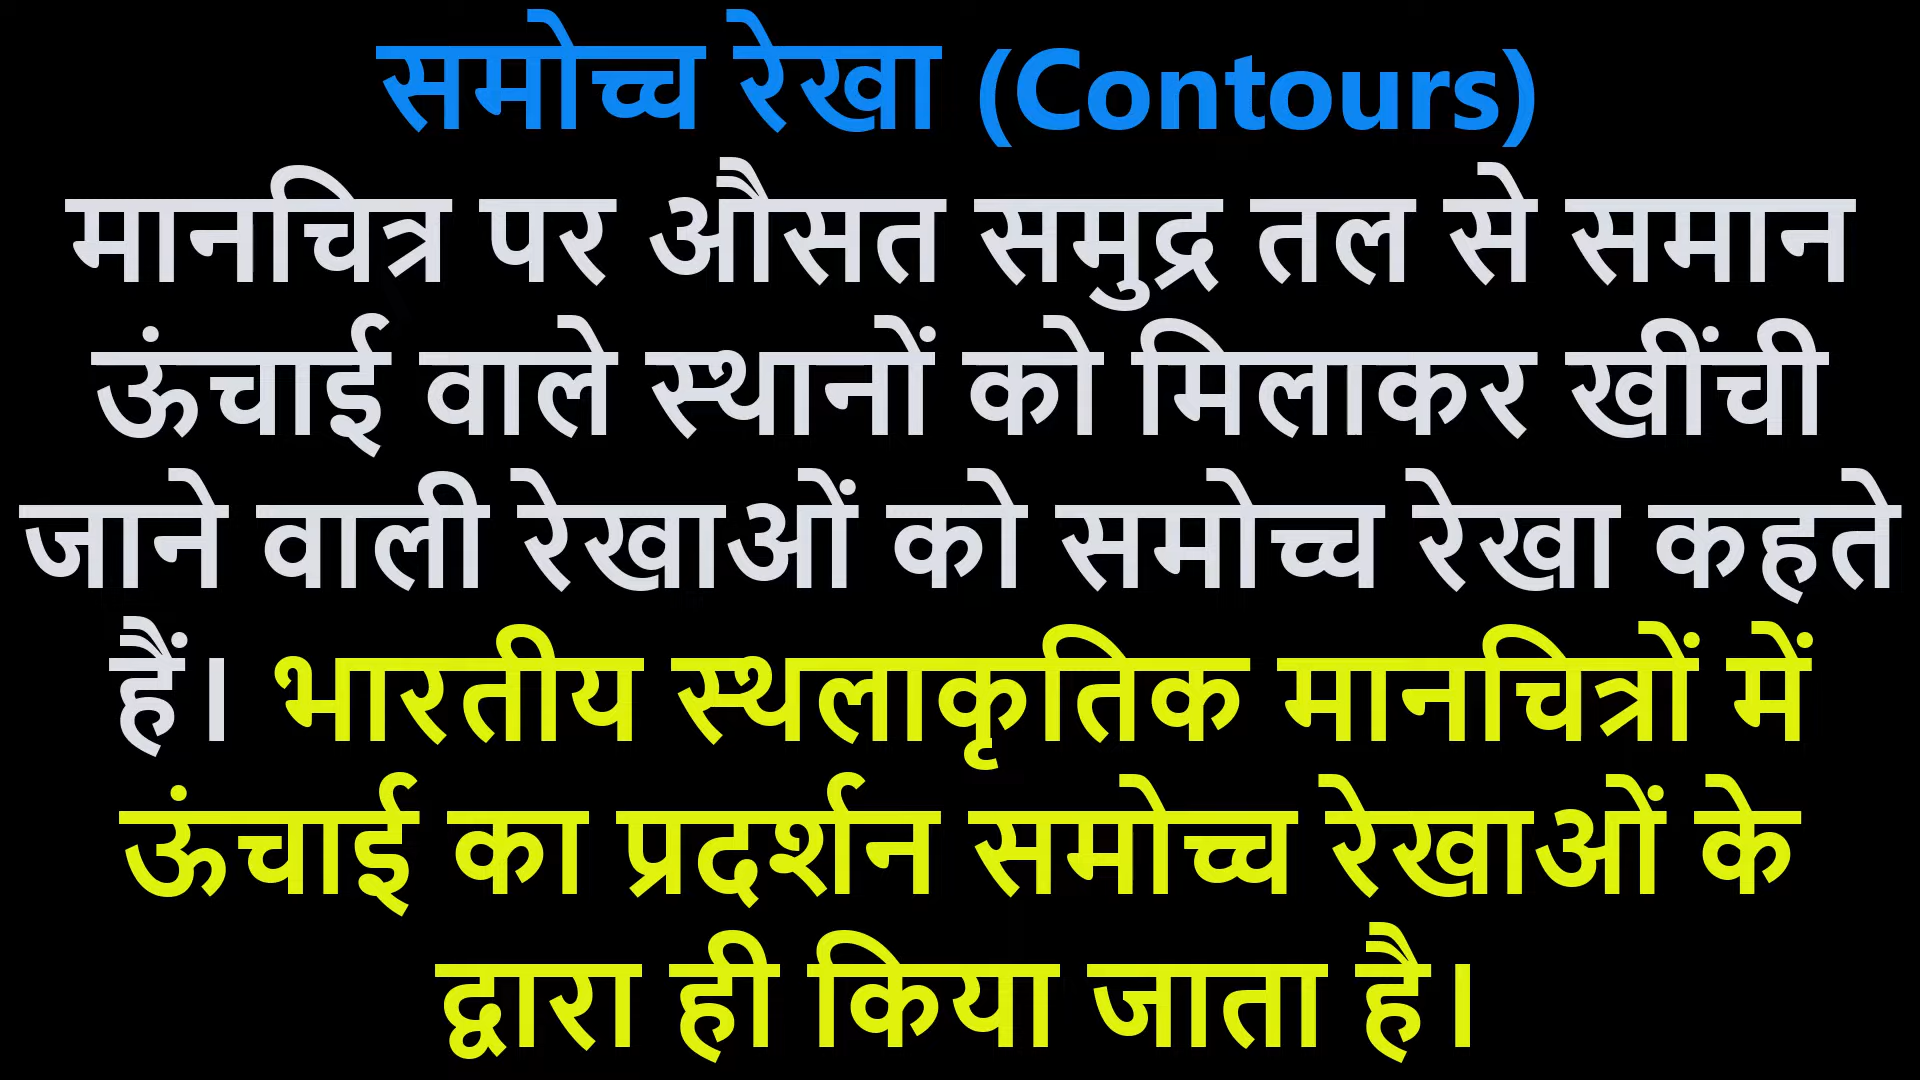 समोच्च रेखा (Contours)
मानचित्र पर औसत समुद्र तल से समान
ऊंचाई वाले स्थानों को मिलाकर खींची
जाने वाली रेखाओं को समोच्च रेखा कहते
हैं। भारतीय स्थलाकृतिक मानचित्रों में
ऊंचाई का प्रदर्शन समोच्च रेखाओं के
द्वारा ही किया जाता है।